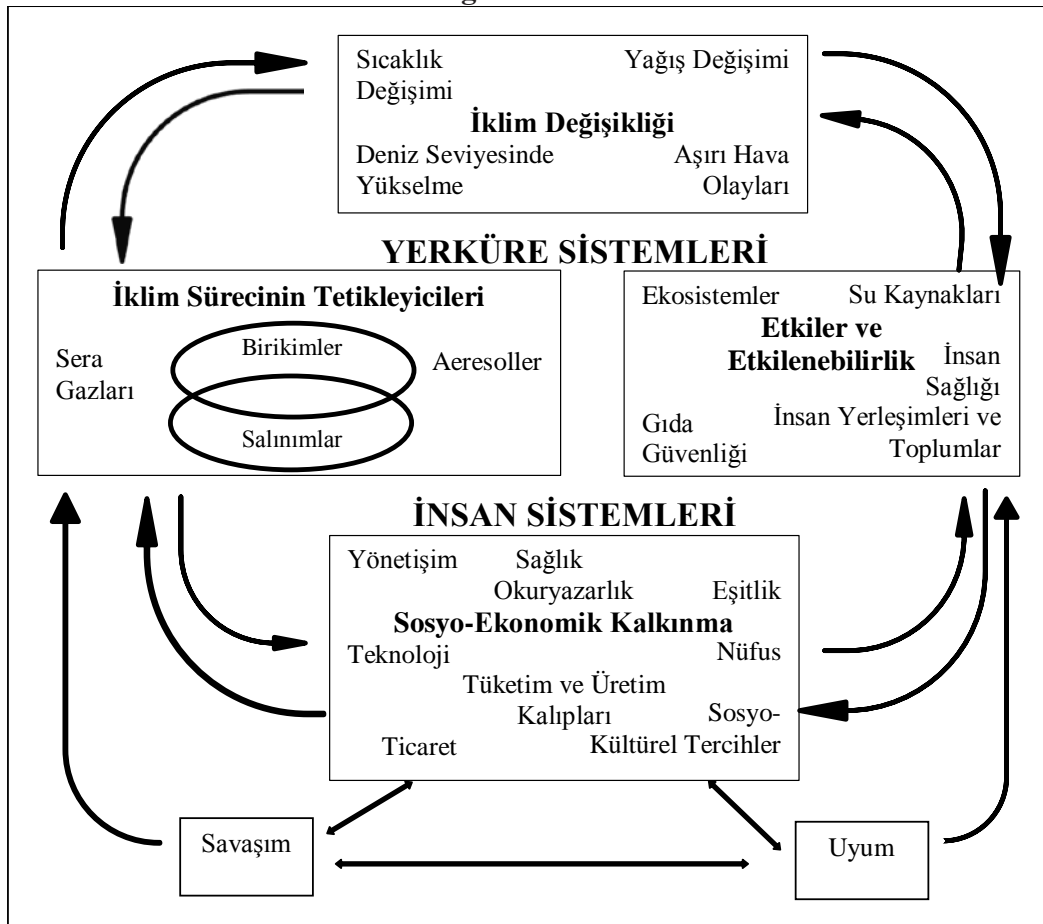 Sıcaklık
Değişimi
Yağış Değişimi
İklim Değişikliği
Deniz Seviyesinde
Yükselme
Aşırı Hava
Olayları
YERKÜRE SİSTEMLERİ
İklim Sürecinin Tetikleyicileri
Sera
Gazları
Birikimler
Salınımlar
Aeresoller
Ekosistemler
Su Kaynakları
Etkiler ve
Etkilenebilirlik
İnsan
Sağlığı
Gıda
Güvenliği
İnsan Yerleşimleri ve
Toplumlar
İNSAN SİSTEMLERİ
Yönetişim
Sağlık
Okuryazarlık
Eşitlik
Sosyo-Ekonomik Kalkınma
Teknoloji
Nüfus
Tüketim ve Üretim
Kalıpları
Ticaret
Sosyo-
Kültürel Tercihler
Savaşım
Uyum